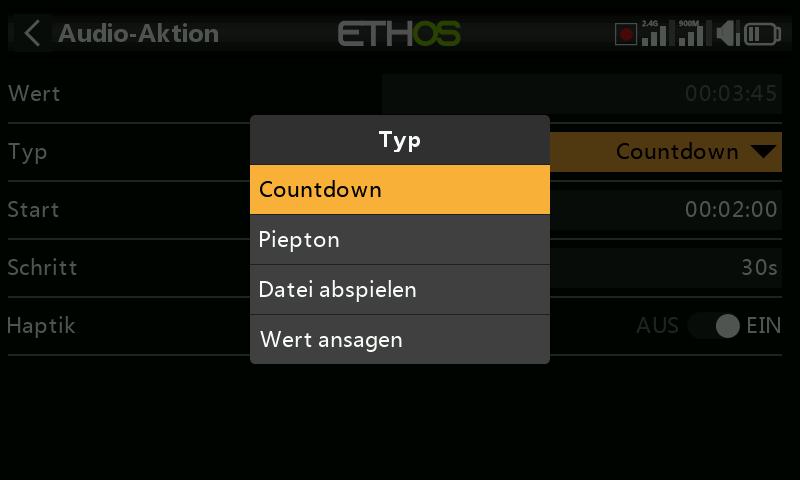 Audio-Aktion
ETHOS
2.4G
900M
Wert
00:03:45
Typ
Typ
Countdown
Countdown
Start
Piepton
00:02:00
Schritt
Datei abspielen
30s
Haptik
Wert ansagen
AUS
EIN